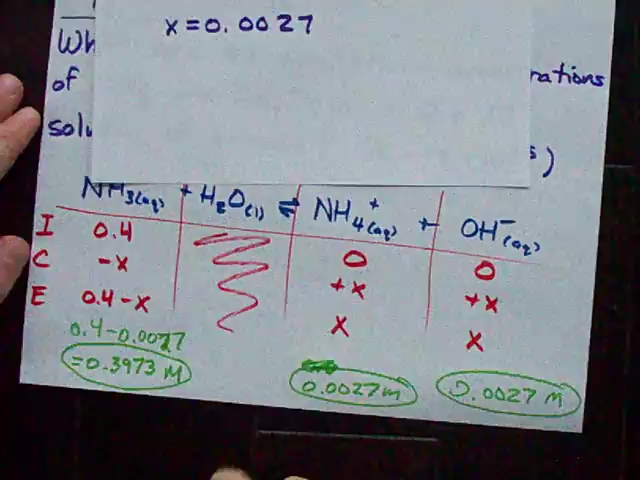 x=0.0027
Wh
rations
of
solu
s)
NH3(aq) + H2O(l) ⇌ NH4+(aq) + OH-(aq)
I 0.4 0 0
C -x +x +x
E 0.4-x x x
0.4-0.0027
=0.3973 M 0.0027 M 0.0027 M